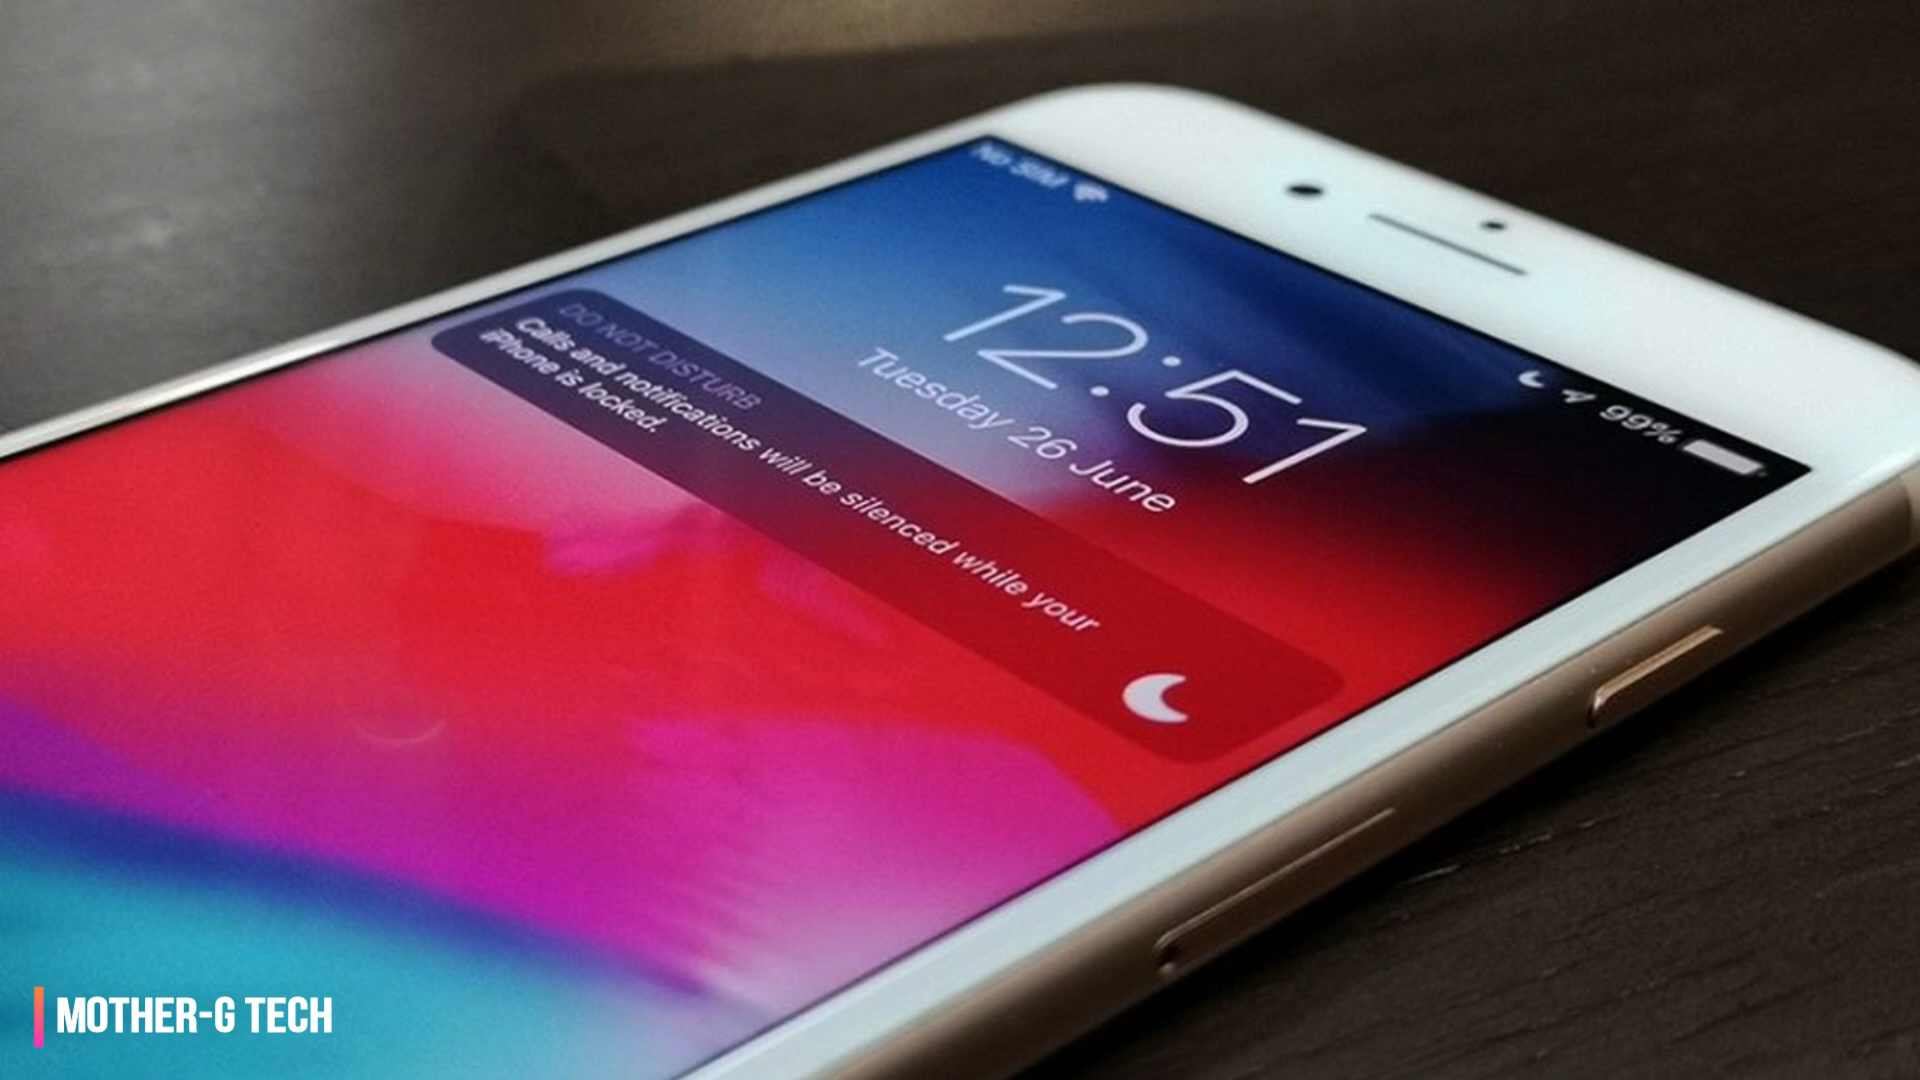 No SIM
99%
12:51
Tuesday 26 June
DO NOT DISTURB
Calls and notifications will be silenced while your
iPhone is locked.
MOTHER-G TECH